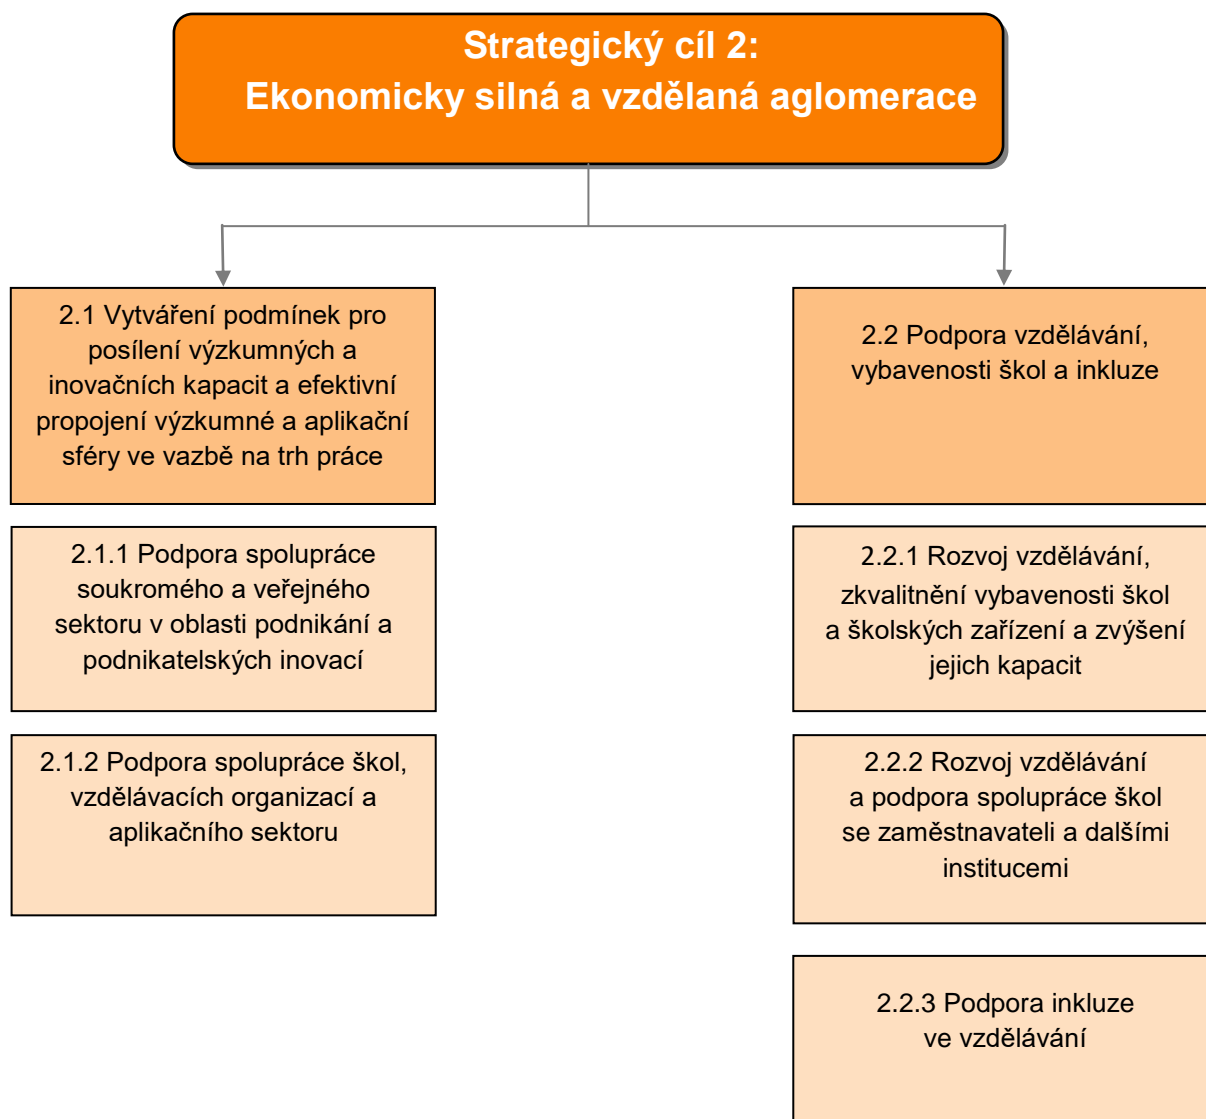 Strategický cíl 2:
Ekonomicky silná a vzdělaná aglomerace
2.1 Vytváření podmínek pro
posílení výzkumných a
inovačních kapacit a efektivní
propojení výzkumné a aplikační
sféry ve vazbě na trh práce
2.1.1 Podpora spolupráce
soukromého a veřejného
sektoru v oblasti podnikání a
podnikatelských inovací
2.1.2 Podpora spolupráce škol,
vzdělávacích organizací a
aplikačního sektoru
2.2 Podpora vzdělávání,
vybavenosti škol a inkluze
2.2.1 Rozvoj vzdělávání,
zkvalitnění vybavenosti škol
a školských zařízení a zvýšení
jejich kapacit
2.2.2 Rozvoj vzdělávání
a podpora spolupráce škol
se zaměstnavateli a dalšími
institucemi
2.2.3 Podpora inkluze
ve vzdělávání